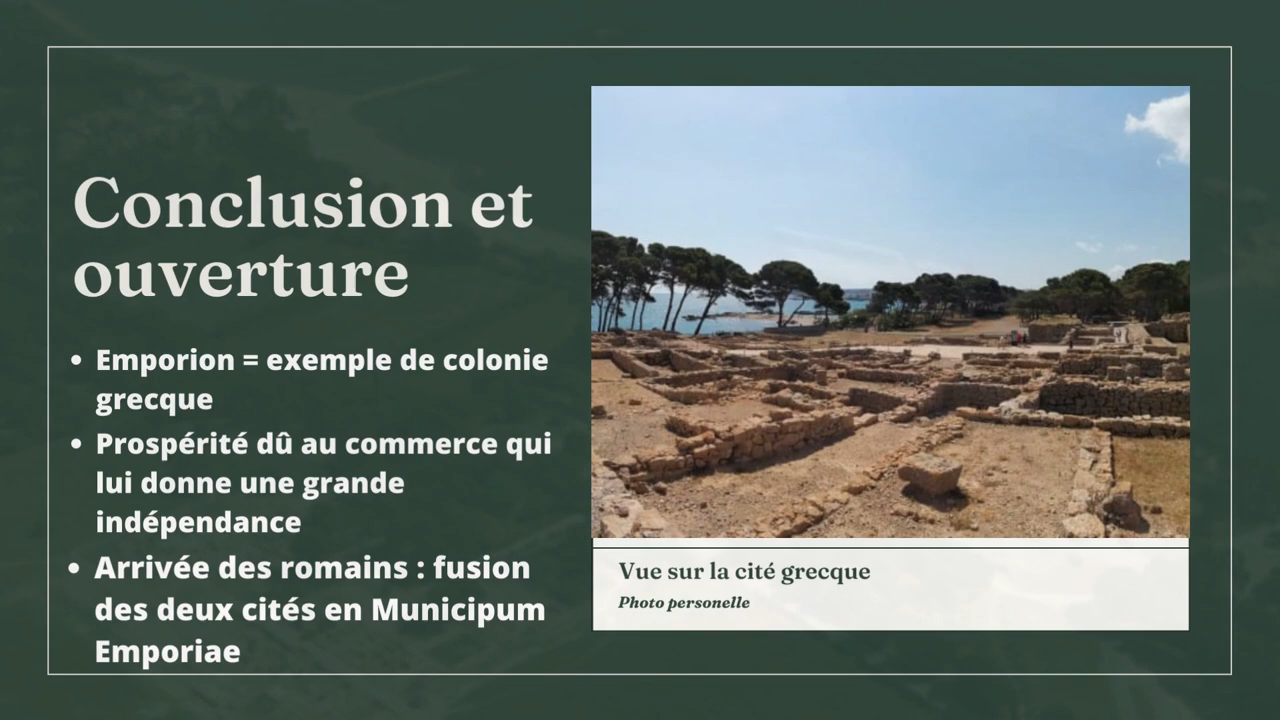 Conclusion et
ouverture
• Emporion = exemple de colonie
grecque
• Prospérité dû au commerce qui
lui donne une grande
indépendance
• Arrivée des romains : fusion
des deux cités en Municipum
Emporiae
Vue sur la cité grecque
Photo personelle